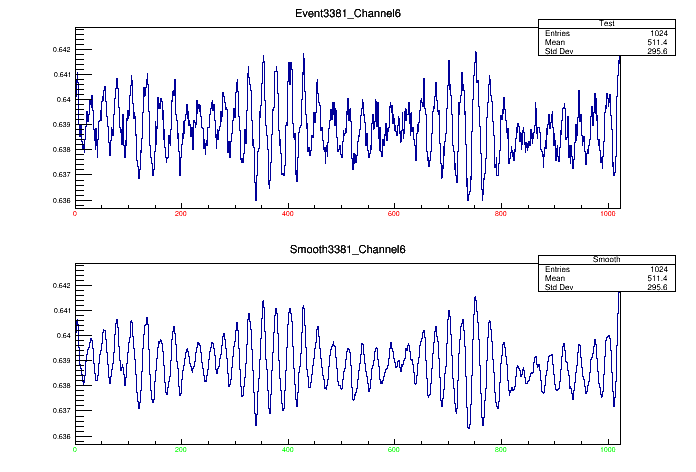 Event3381_Channel6
Test
Entries 1024
Mean 511.4
Std Dev 295.6
0.642
0.641
0.64
0.639
0.638
0.637
0.636
0 200 400 600 800 1000
Smooth3381_Channel6
Smooth
Entries 1024
Mean 511.4
Std Dev 295.6
0.642
0.641
0.64
0.639
0.638
0.637
0.636
0 200 400 600 800 1000